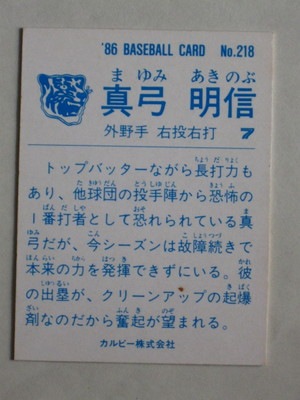 '86 BASEBALL CARD No.218
ま ゆみ あきのぶ
真弓 明信
外野手 右投右打 7
トップバッターながら長打力も
あり、他球団の投手陣から恐怖の
1番打者として恐れられている真
弓だが、今シーズンは故障続きで
本来の力を発揮できずにいる。彼
の出塁が、クリーンアップの起爆
剤なのだから奮起が望まれる。
カルビー株式会社